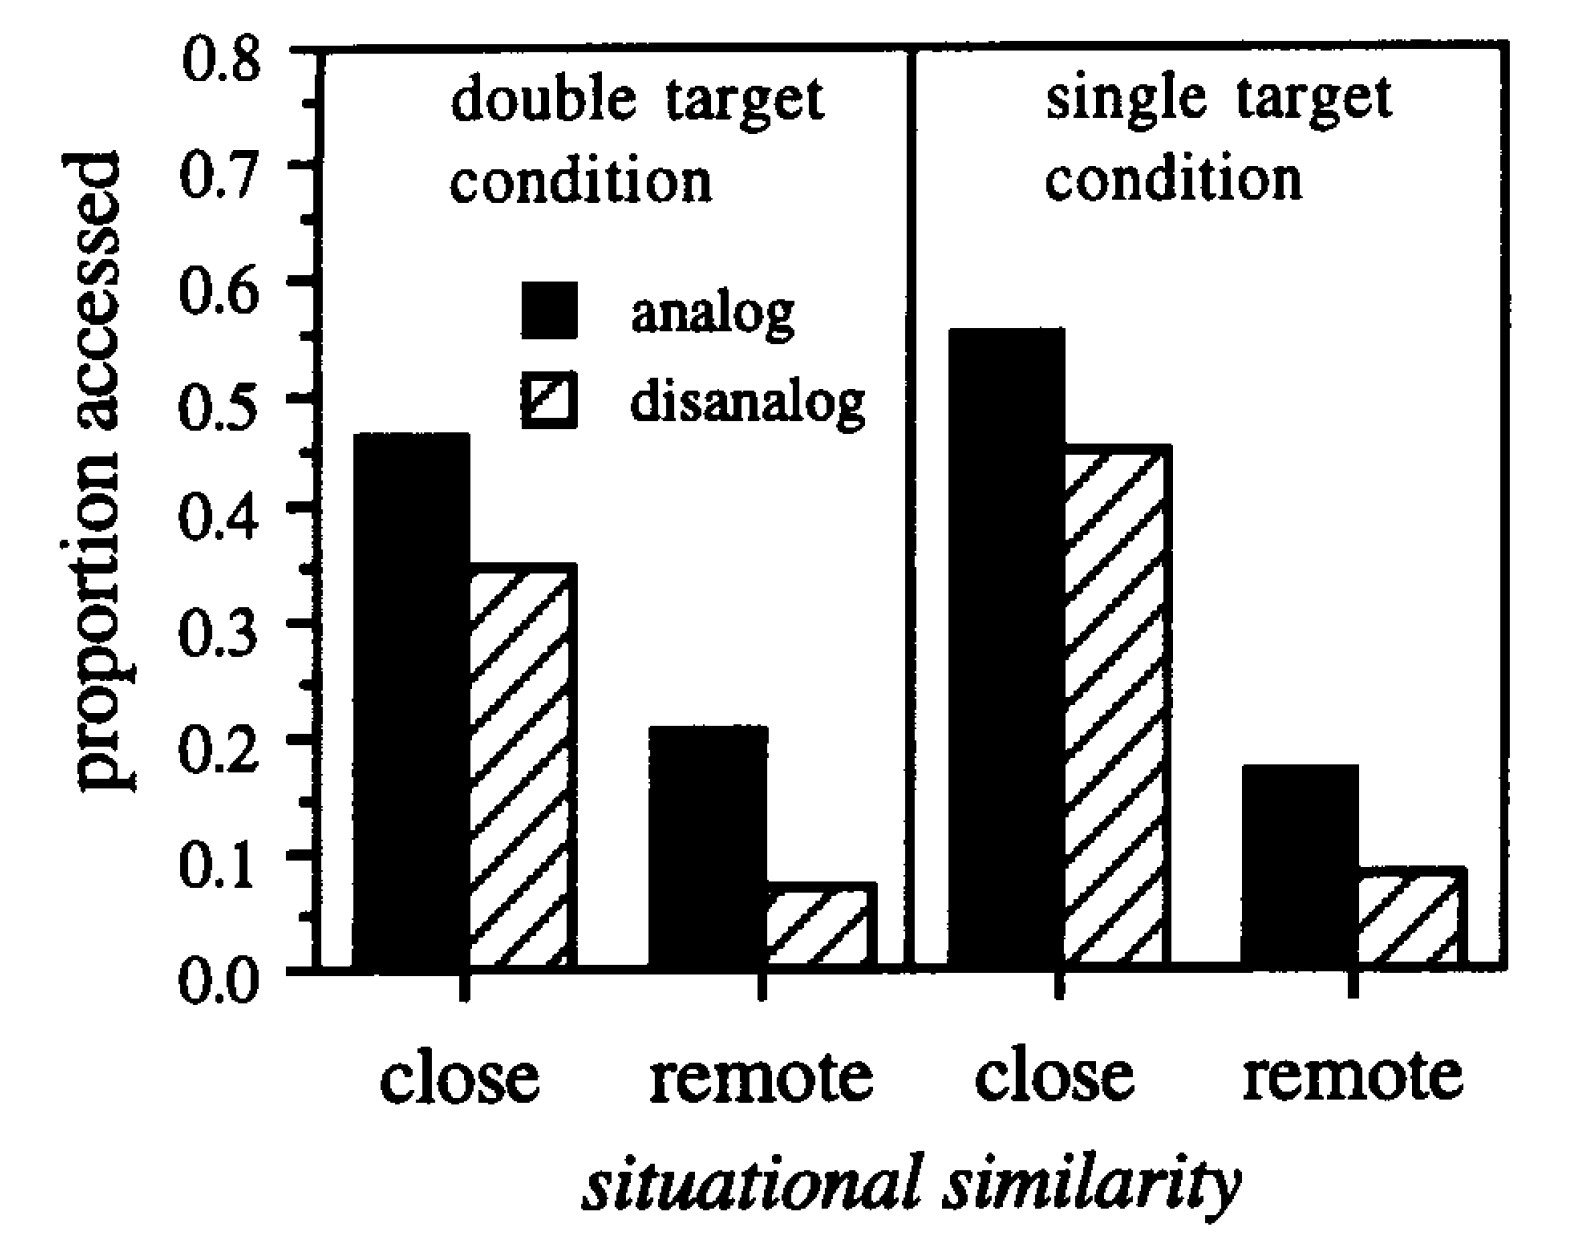 0.8
0.7
0.6
0.5
0.4
0.3
0.2
0.1
0.0
proportion accessed
double target
condition
analog
disanalog
single target
condition
close remote close remote
situational similarity